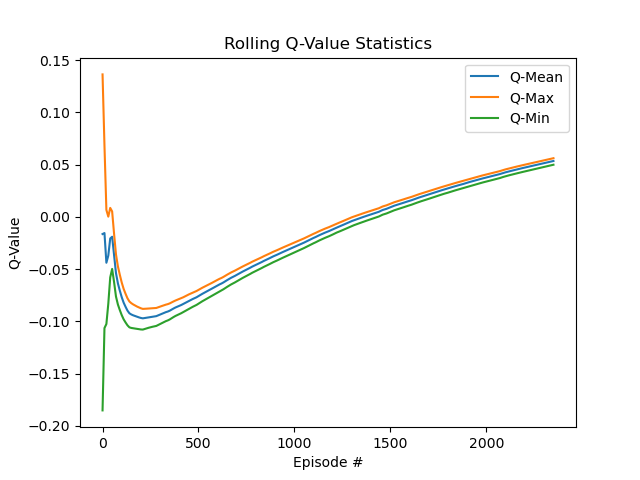 Rolling Q-Value Statistics
0.15
0.10
0.05
0.00
−0.05
−0.10
−0.15
−0.20
Q-Value
Q-Mean
Q-Max
Q-Min
0
500
1000
1500
2000
Episode #